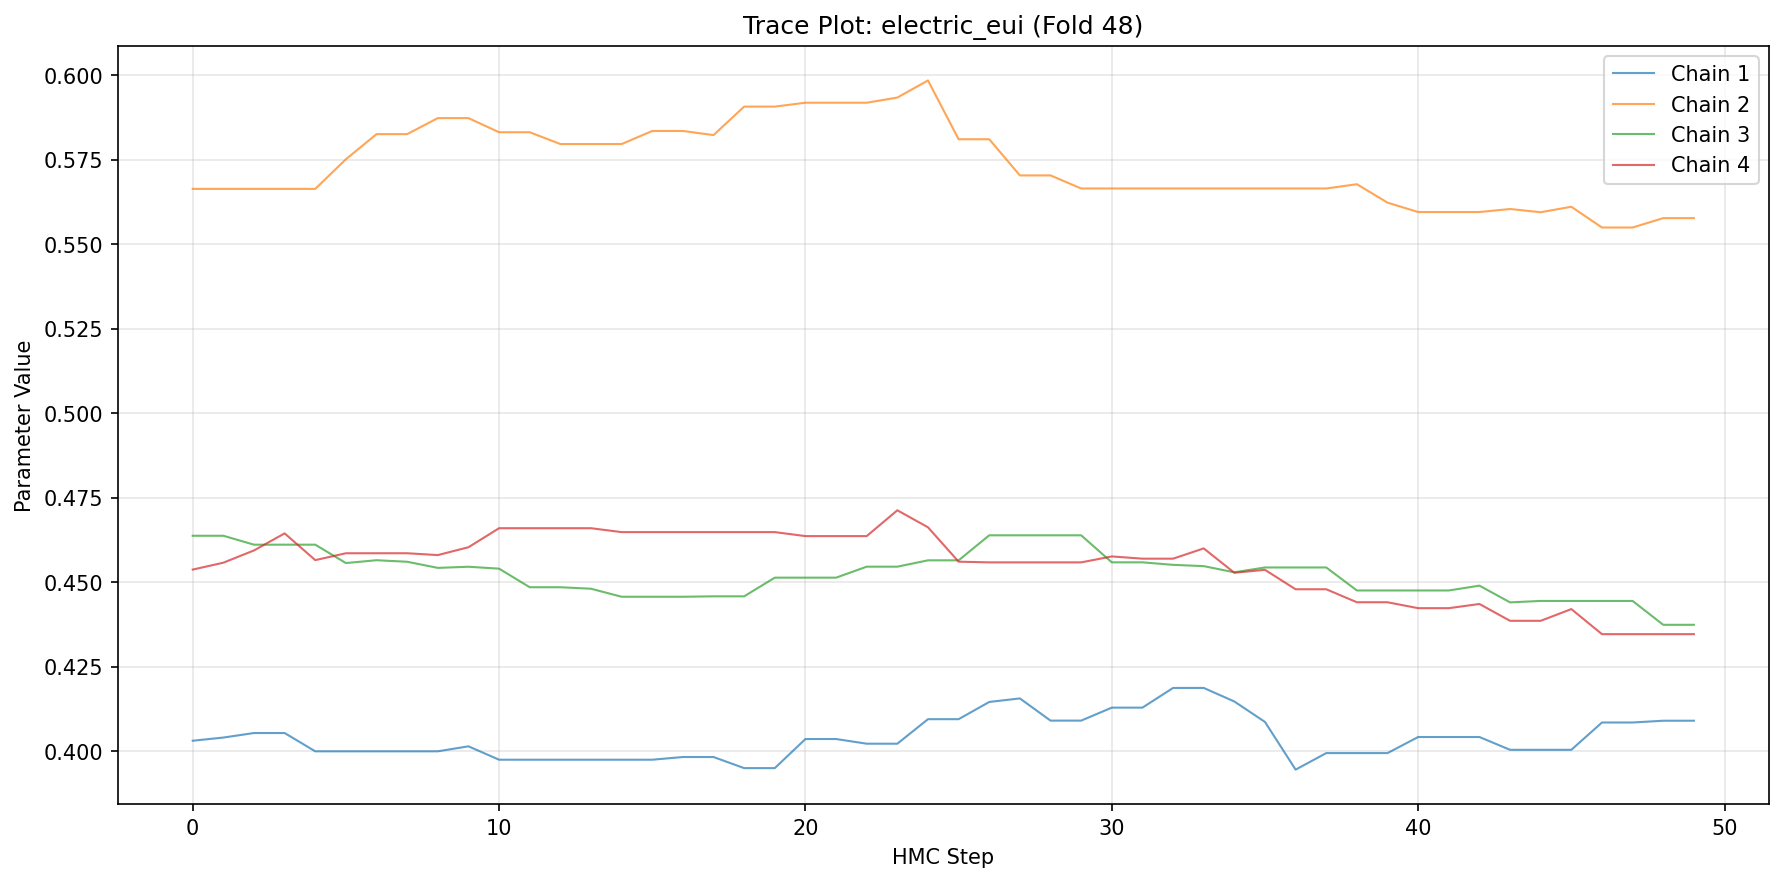 Trace Plot: electric_eui (Fold 48)
Chain 1
Chain 2
Chain 3
Chain 4
Parameter Value
0.600
0.575
0.550
0.525
0.500
0.475
0.450
0.425
0.400
0
10
20
30
40
50
HMC Step